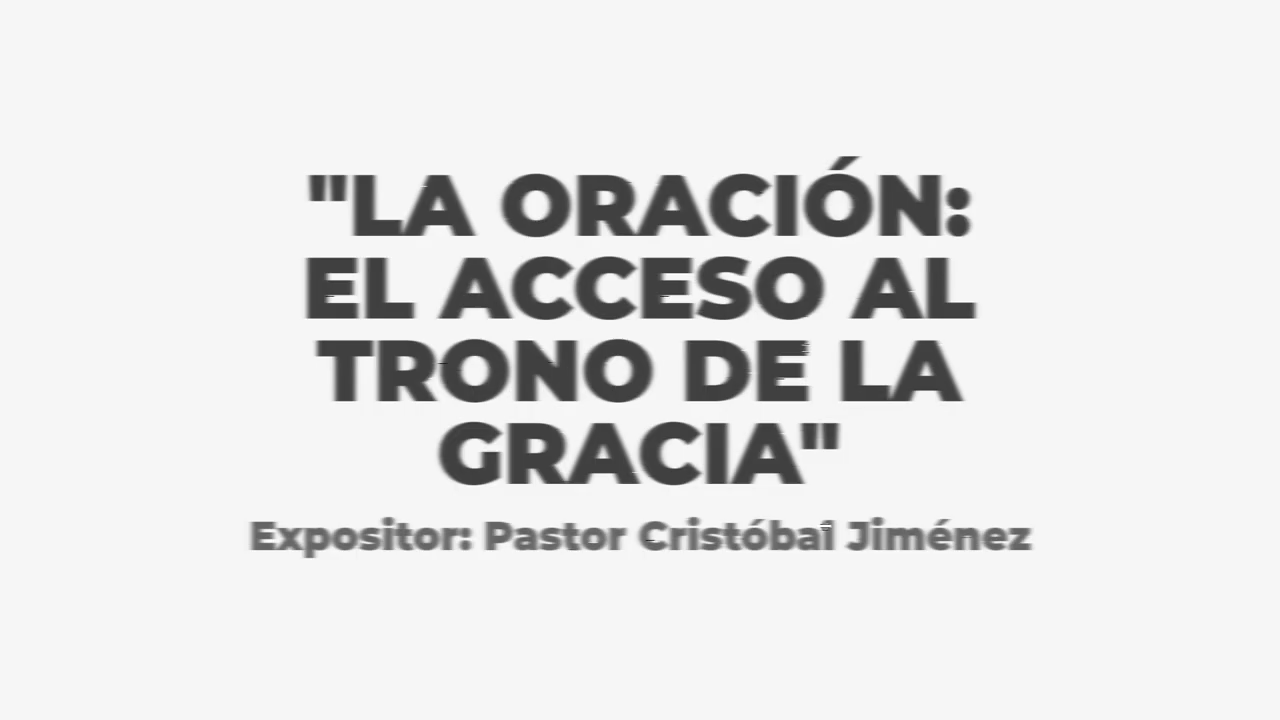 "LA ORACIÓN:
EL ACCESO AL
TRONO DE LA
GRACIA"
Expositor: Pastor Cristóbal Jiménez